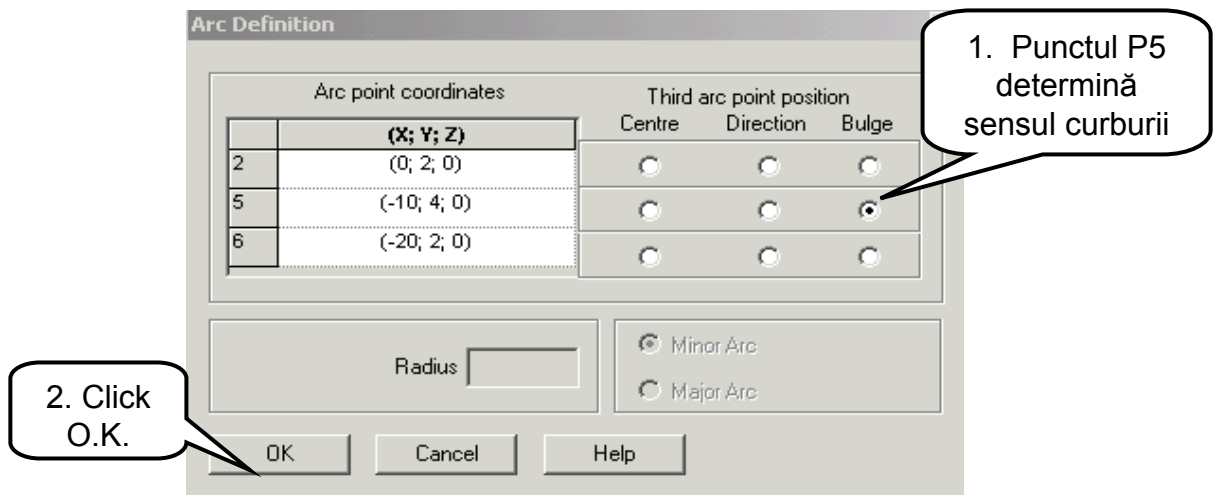 Arc Definition
1. Punctul P5
determină
sensul curburii
Arc point coordinates
Third arc point position
(X; Y; Z)
Centre Direction Bulge
2 (0; 2; 0)
5 (-10; 4; 0)
6 (-20; 2; 0)
Radius
Minor Arc
Major Arc
2. Click
O.K.
OK Cancel Help